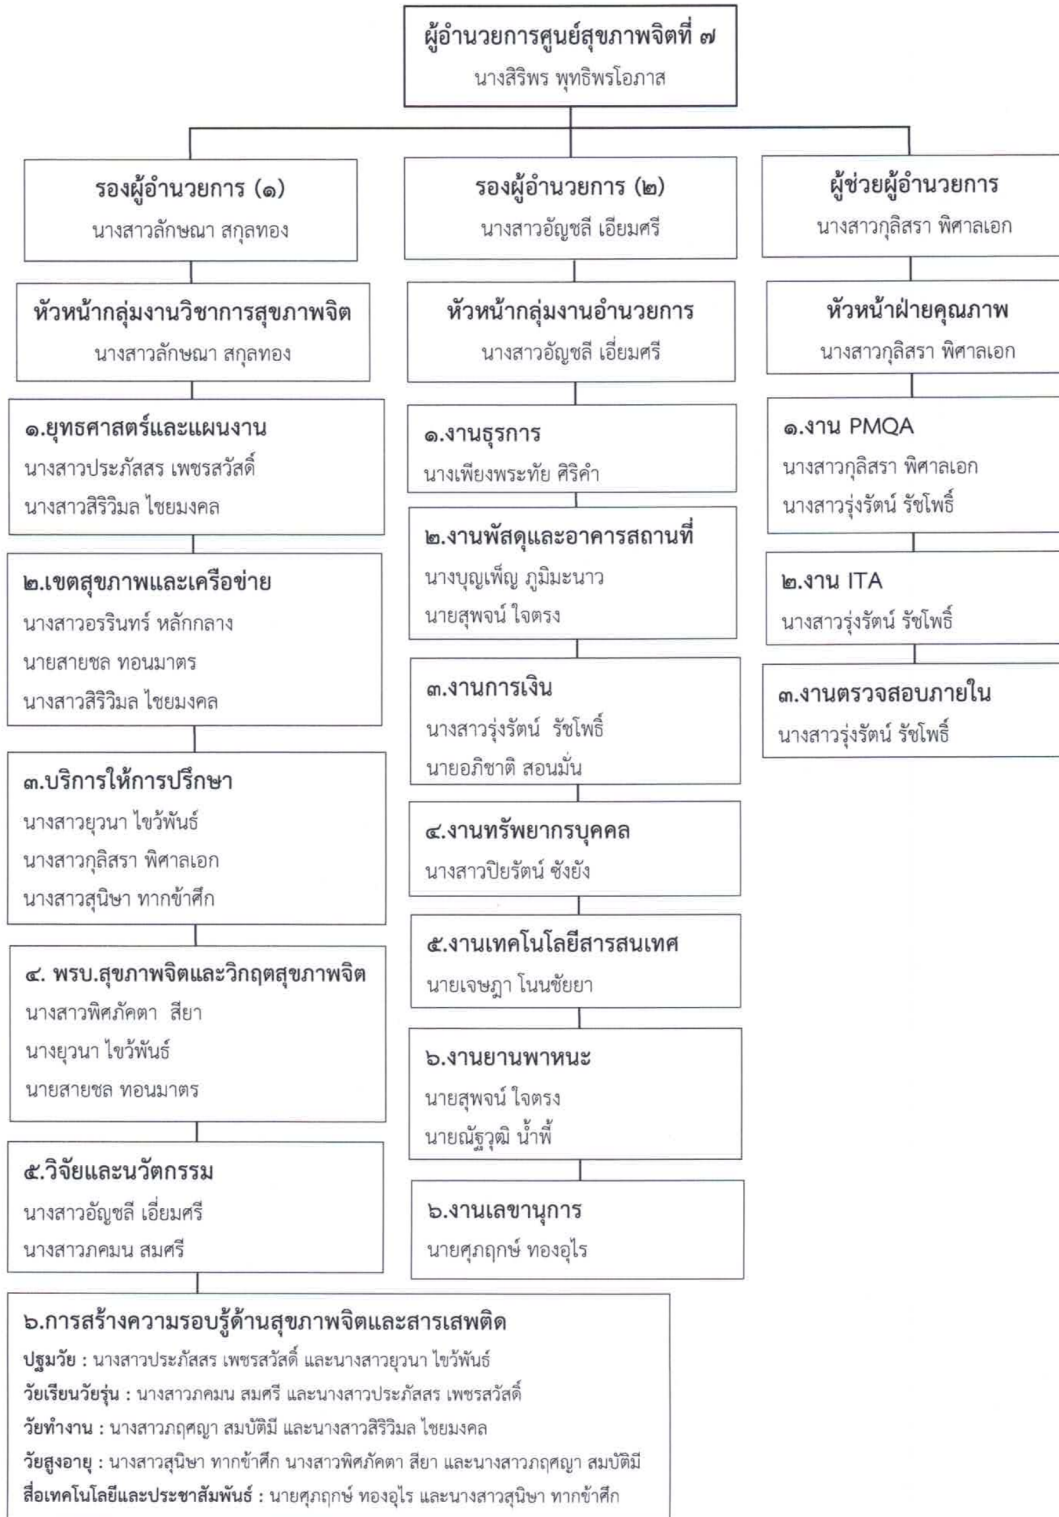 ผู้อำนวยการศูนย์สุขภาพจิตที่ ๗
นางสิริพร พุทธิพรโอภาส
รองผู้อำนวยการ (๑)
นางสาวลักษณา สกุลทอง
หัวหน้ากลุ่มงานวิชาการสุขภาพจิต
นางสาวลักษณา สกุลทอง
๑.ยุทธศาสตร์และแผนงาน
นางสาวประภัสสร เพชรสวัสดิ์
นางสาวสิริวิมล ไชยมงคล
๒.เขตสุขภาพและเครือข่าย
นางสาวอรรินทร์ หลักกลาง
นายสายชล ทอนมาตร
นางสาวสิริวิมล ไชยมงคล
๓.บริการให้การปรึกษา
นางสาวยุวนา ไขว้พันธ์
นางสาวกุลิสรา พิศาลเอก
นางสาวสุนิษา ทากข้าศึก
๔. พรบ.สุขภาพจิตและวิกฤตสุขภาพจิต
นางสาวพิศภัคตา สียา
นางยุวนา ไขว้พันธ์
นายสายชล ทอนมาตร
๕.วิจัยและนวัตกรรม
นางสาวอัญชลี เอี่ยมศรี
นางสาวภคมน สมศรี
๖.การสร้างความรอบรู้ด้านสุขภาพจิตและสารเสพติด
ปฐมวัย : นางสาวประภัสสร เพชรสวัสดิ์ และนางสาวยุวนา ไขว้พันธ์
วัยเรียนวัยรุ่น : นางสาวภคมน สมศรี และนางสาวประภัสสร เพชรสวัสดิ์
วัยทำงาน : นางสาวภฤศญา สมบัติมี และนางสาวสิริวิมล ไชยมงคล
วัยสูงอายุ : นางสาวสุนิษา ทากข้าศึก นางสาวพิศภัคตา สียา และนางสาวภฤศญา สมบัติมี
สื่อเทคโนโลยีและประชาสัมพันธ์ : นายศุภฤกษ์ ทองอุไร และนางสาวสุนิษา ทากข้าศึก
รองผู้อำนวยการ (๒)
นางสาวอัญชลี เอียมศรี
หัวหน้ากลุ่มงานอำนวยการ
นางสาวอัญชลี เอี่ยมศรี
๑.งานธุรการ
นางเพียงพระทัย ศิริคำ
๒.งานพัสดุและอาคารสถานที่
นางบุญเพ็ญ ภูมิมะนาว
นายสุพจน์ ใจตรง
๓.งานการเงิน
นางสาวรุ่งรัตน์ รัชโพธิ์
นายอภิชาติ สอนมั่น
๔.งานทรัพยากรบุคคล
นางสาวปิยรัตน์ ซังยัง
๕.งานเทคโนโลยีสารสนเทศ
นายเจษฎา โนนชัยยา
๖.งานยานพาหนะ
นายสุพจน์ ใจตรง
นายณัฐวุฒิ น้ำพี้
๖.งานเลขานุการ
นายศุภฤกษ์ ทองอุไร
ผู้ช่วยผู้อำนวยการ
นางสาวกุลิสรา พิศาลเอก
หัวหน้าฝ่ายคุณภาพ
นางสาวกุลิสรา พิศาลเอก
๑.งาน PMQA
นางสาวกุลิสรา พิศาลเอก
นางสาวรุ่งรัตน์ รัชโพธิ์
๒.งาน ITA
นางสาวรุ่งรัตน์ รัชโพธิ์
๓.งานตรวจสอบภายใน
นางสาวรุ่งรัตน์ รัชโพธิ์